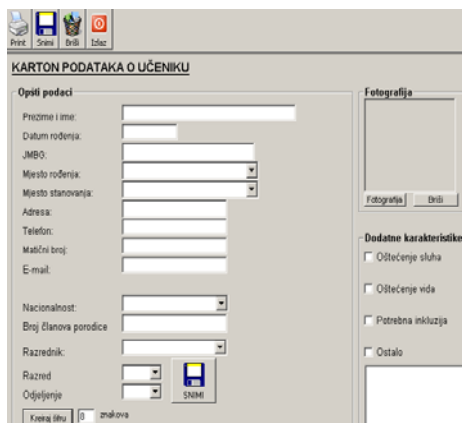 Print Snimi Briši Izlaz
KARTON PODATAKA O UČENIKU
Opšti podaci
Prezime i ime:
Datum rođenja:
JMBG:
Mjesto rođenja:
Mjesto stanovanja:
Adresa:
Telefon:
Matični broj:
E-mail:
Nacionalnost:
Broj članova porodice
Razrednik:
Razred
Odjeljenje
SNIMI
Kreiraj šifru 8 znakova
Fotografija
Fotografija Briši
Dodatne karakteristike
Oštećenje sluha
Oštećenje vida
Potrebna inkluzija
Ostalo